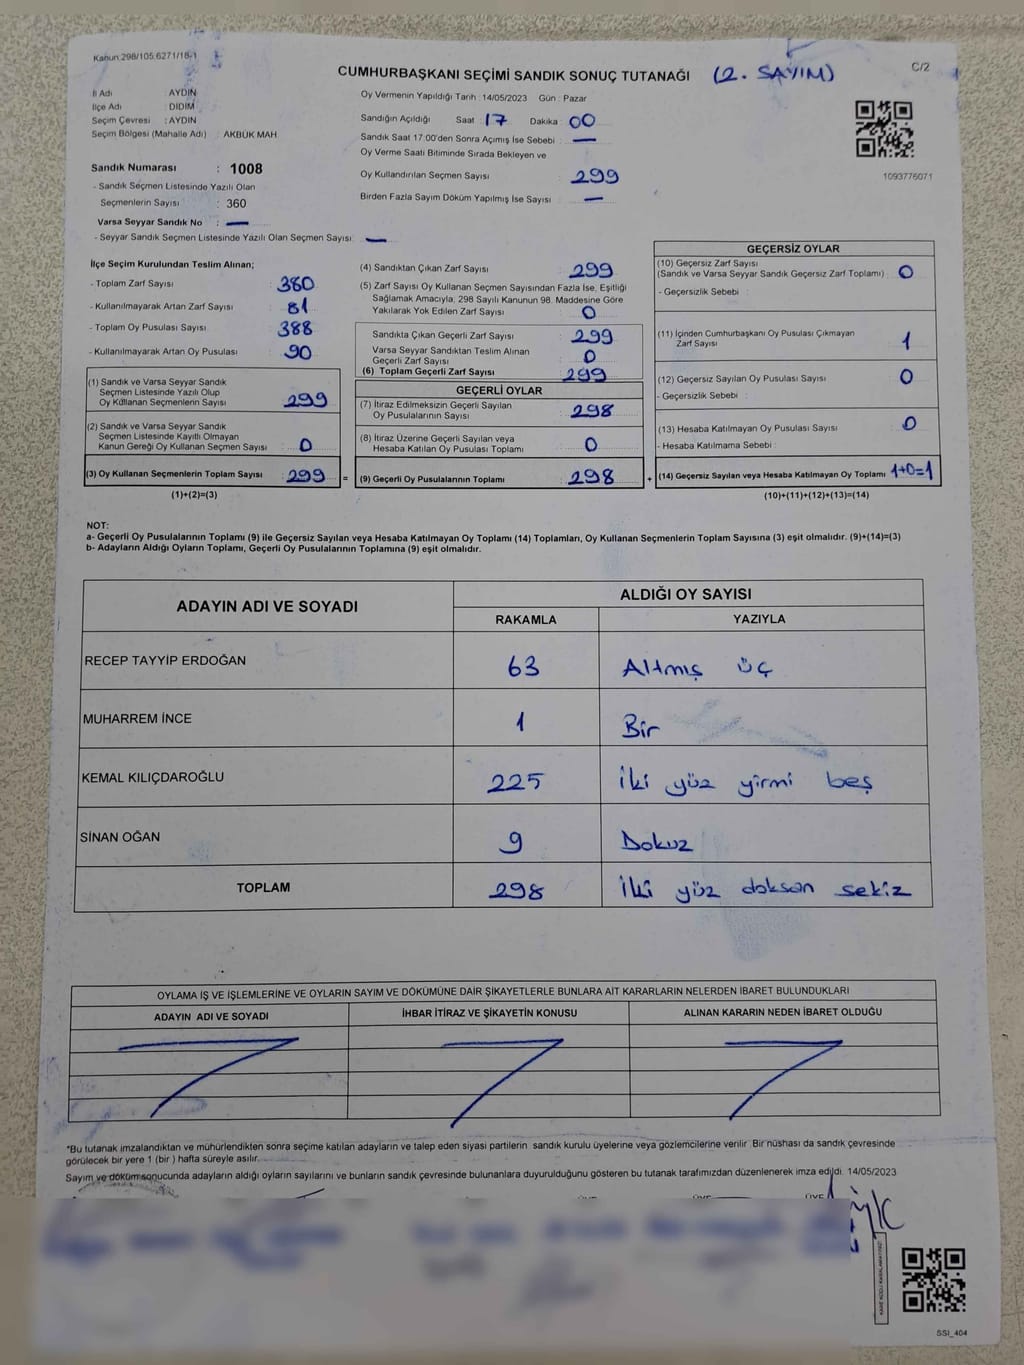 Kanun:298/105:6271/18-1
CUMHURBAŞKANI SEÇİMİ SANDIK SONUÇ TUTANAĞI (2. SAYIM)
C/2
İl Adı : AYDIN
İlçe Adı : DİDİM
Seçim Çevresi : AYDIN
Seçim Bölgesi (Mahalle Adı) : AKBÜK MAH.
Sandık Numarası : 1008
- Sandık Seçmen Listesinde Yazılı Olan
Seçmenlerin Sayısı : 360
Varsa Seyyar Sandık No : —
- Seyyar Sandık Seçmen Listesinde Yazılı Olan Seçmen Sayısı: —
Oy Vermenin Yapıldığı Tarih : 14/05/2023 Gün : Pazar
Sandığın Açıldığı Saat : 17 Dakika : 00
Sandık Saat 17:00'den Sonra Açımış İse Sebebi : —
Oy Verme Saati Bitiminde Sırada Bekleyen ve
Oy Kullandırılan Seçmen Sayısı : 299
Birden Fazla Sayım Döküm Yapılmış İse Sayısı : —
1093776071
İlçe Seçim Kurulundan Teslim Alınan;
- Toplam Zarf Sayısı : 380
- Kullanılmayarak Artan Zarf Sayısı : 81
- Toplam Oy Pusulası Sayısı : 388
- Kullanılmayarak Artan Oy Pusulası : 90
(1) Sandık ve Varsa Seyyar Sandık
Seçmen Listesinde Yazılı Olup
Oy Kullanan Seçmenlerin Sayısı : 299
(2) Sandık ve Varsa Seyyar Sandık
Seçmen Listesinde Kayıtlı Olmayan
Kanun Gereği Oy Kullanan Seçmen Sayısı : 0
(3) Oy Kullanan Seçmenlerin Toplam Sayısı : 299 =
(1)+(2)=(3)
(4) Sandıktan Çıkan Zarf Sayısı : 299
(5) Zarf Sayısı Oy Kullanan Seçmen Sayısından Fazla İse, Eşitliği
Sağlamak Amacıyla, 298 Sayılı Kanunun 98. Maddesine Göre
Yakılarak Yok Edilen Zarf Sayısı : 0
Sandıkta Çıkan Geçerli Zarf Sayısı : 299
Varsa Seyyar Sandıktan Teslim Alınan
Geçerli Zarf Sayısı : 0
(6) Toplam Geçerli Zarf Sayısı : 299
GEÇERLİ OYLAR
(7) İtiraz Edilmeksizin Geçerli Sayılan
Oy Pusulalarının Sayısı : 298
(8) İtiraz Üzerine Geçerli Sayılan veya
Hesaba Katılan Oy Pusulası Toplamı : 0
(9) Geçerli Oy Pusulalarının Toplamı : 298 +
GEÇERSİZ OYLAR
(10) Geçersiz Zarf Sayısı
(Sandık ve Varsa Seyyar Sandık Geçersiz Zarf Toplamı) : 0
- Geçersizlik Sebebi :
(11) İçinden Cumhurbaşkanı Oy Pusulası Çıkmayan
Zarf Sayısı : 1
(12) Geçersiz Sayılan Oy Pusulası Sayısı : 0
- Geçersizlik Sebebi :
(13) Hesaba Katılmayan Oy Pusulası Sayısı : 0
- Hesaba Katılmama Sebebi :
(14) Geçersiz Sayılan veya Hesaba Katılmayan Oy Toplamı : 1+0=1
(10)+(11)+(12)+(13)=(14)
NOT:
a- Geçerli Oy Pusulalarının Toplamı (9) ile Geçersiz Sayılan veya Hesaba Katılmayan Oy Toplamı (14) Toplamları, Oy Kullanan Seçmenlerin Toplam Sayısına (3) eşit olmalıdır. (9)+(14)=(3)
b- Adayların Aldığı Oyların Toplamı, Geçerli Oy Pusulalarının Toplamına (9) eşit olmalıdır.
ADAYIN ADI VE SOYADI
ALDIĞI OY SAYISI
RAKAMLA YAZIYLA
RECEP TAYYİP ERDOĞAN 63 Altmış üç
MUHARREM İNCE 1 Bir
KEMAL KILIÇDAROĞLU 225 iki yüz yirmi beş
SİNAN OĞAN 9 Dokuz
TOPLAM 298 iki yüz doksan sekiz
OYLAMA İŞ VE İŞLEMLERİNE VE OYLARIN SAYIM VE DÖKÜMÜNE DAİR ŞİKAYETLERLE BUNLARA AİT KARARLARIN NELERDEN İBARET BULUNDUKLARI
ADAYIN ADI VE SOYADI İHBAR İTİRAZ VE ŞİKAYETİN KONUSU ALINAN KARARIN NEDEN İBARET OLDUĞU
*Bu tutanak imzalandıktan ve mühürlendikten sonra seçime katılan adayların ve talep eden siyasi partilerin sandık kurulu üyelerine veya gözlemcilerine verilir. Bir nüshası da sandık çevresinde
görülecek bir yere 1 (bir ) hafta süreyle asılır.
Sayım ve döküm sonucunda adayların aldığı oyların sayılarını ve bunların sandık çevresinde bulunanlara duyurulduğunu gösteren bu tutanak tarafımızdan düzenlenerek imza edildi. 14/05/2023
SSI_404